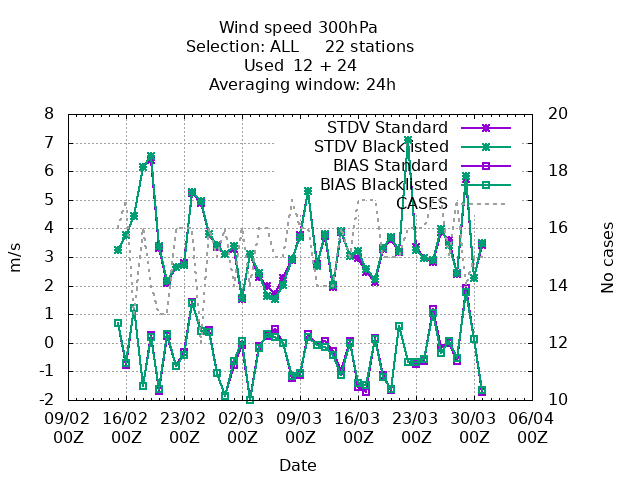 Wind speed 300hPa
Selection: ALL 22 stations
Used 12 + 24
Averaging window: 24h
8
7
6
5
4
3
2
1
0
-1
-2
m/s
20
18
16
14
12
10
No cases
STDV Standard
STDV Blacklisted
BIAS Standard
BIAS Blacklisted
CASES
09/02 16/02 23/02 02/03 09/03 16/03 23/03 30/03 06/04
00Z 00Z 00Z 00Z 00Z 00Z 00Z 00Z 00Z
Date